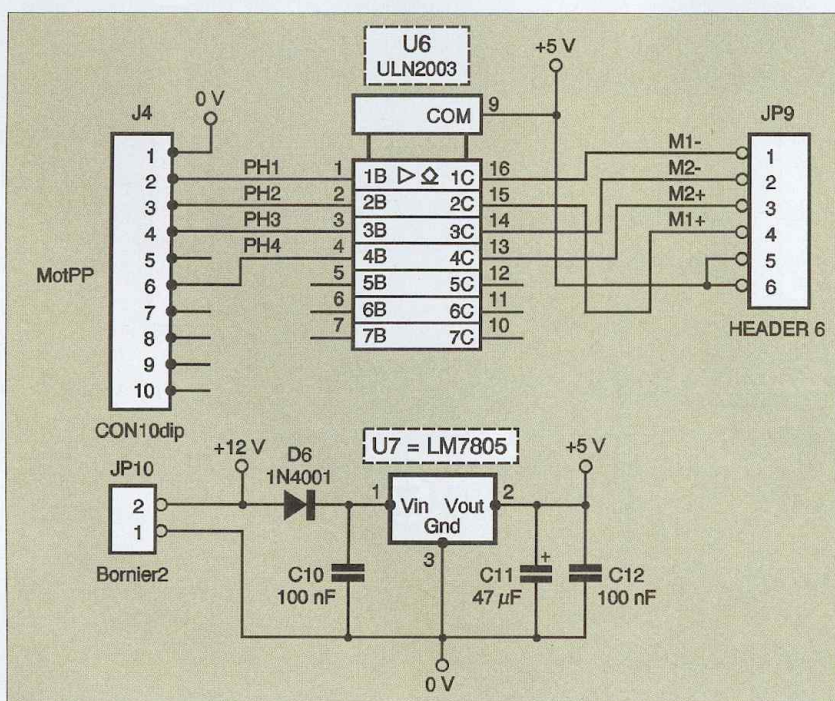 U6
ULN2003
+5 V
J4
0 V
COM
9
JP9
1
2
3
4
5
6
7
8
9
10
MotPP
CON10dip
PH1
PH2
PH3
PH4
1
2
3
4
5
6
7
1B
1C
2B
2C
3B
3C
4B
4C
5B
5C
6B
6C
7B
7C
16
15
14
13
12
11
10
M1-
M2-
M2+
M1+
1
2
3
4
5
6
HEADER 6
+12 V
D6
1N4001
U7 = LM7805
+5 V
JP10
2
1
Bornier2
1
Vin
Vout
Gnd
2
3
C10
100 nF
C11
+
47 µF
C12
100 nF
0 V